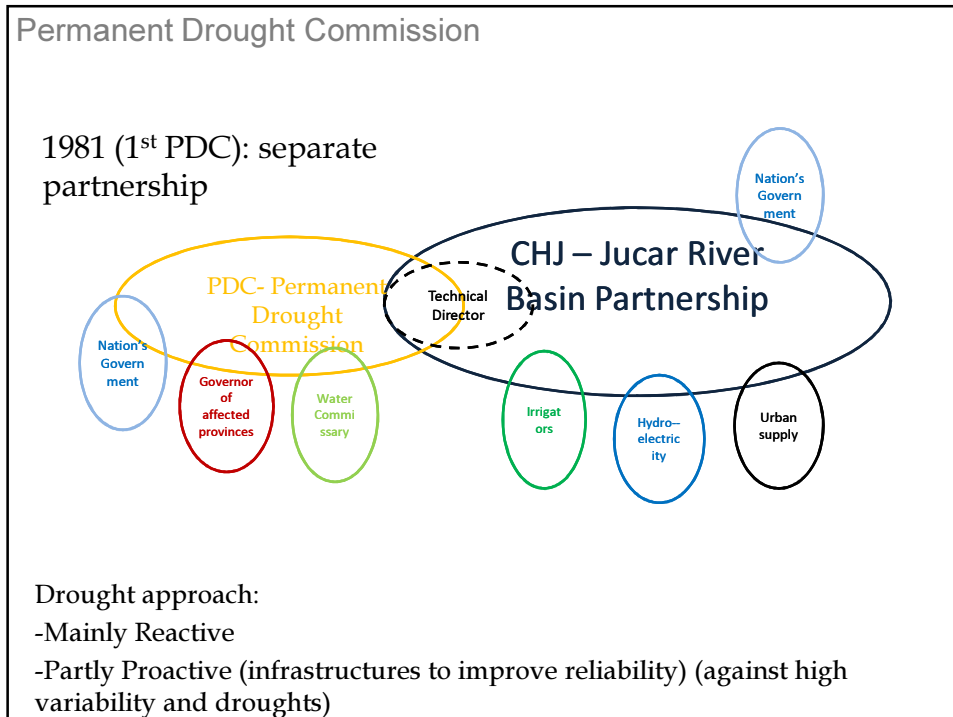 Permanent Drought Commission
1981 (1st PDC): separate
partnership
Nation's
Govern
ment
CHJ – Jucar River
Basin Partnership
PDC- Permanent
Drought
Commission
Technical
Director
Nation's
Govern
ment
Governor
of
affected
provinces
Water
Commi
ssary
Irrigat
ors
Hydro--
electric
ity
Urban
supply
Drought approach:
-Mainly Reactive
-Partly Proactive (infrastructures to improve reliability) (against high
variability and droughts)